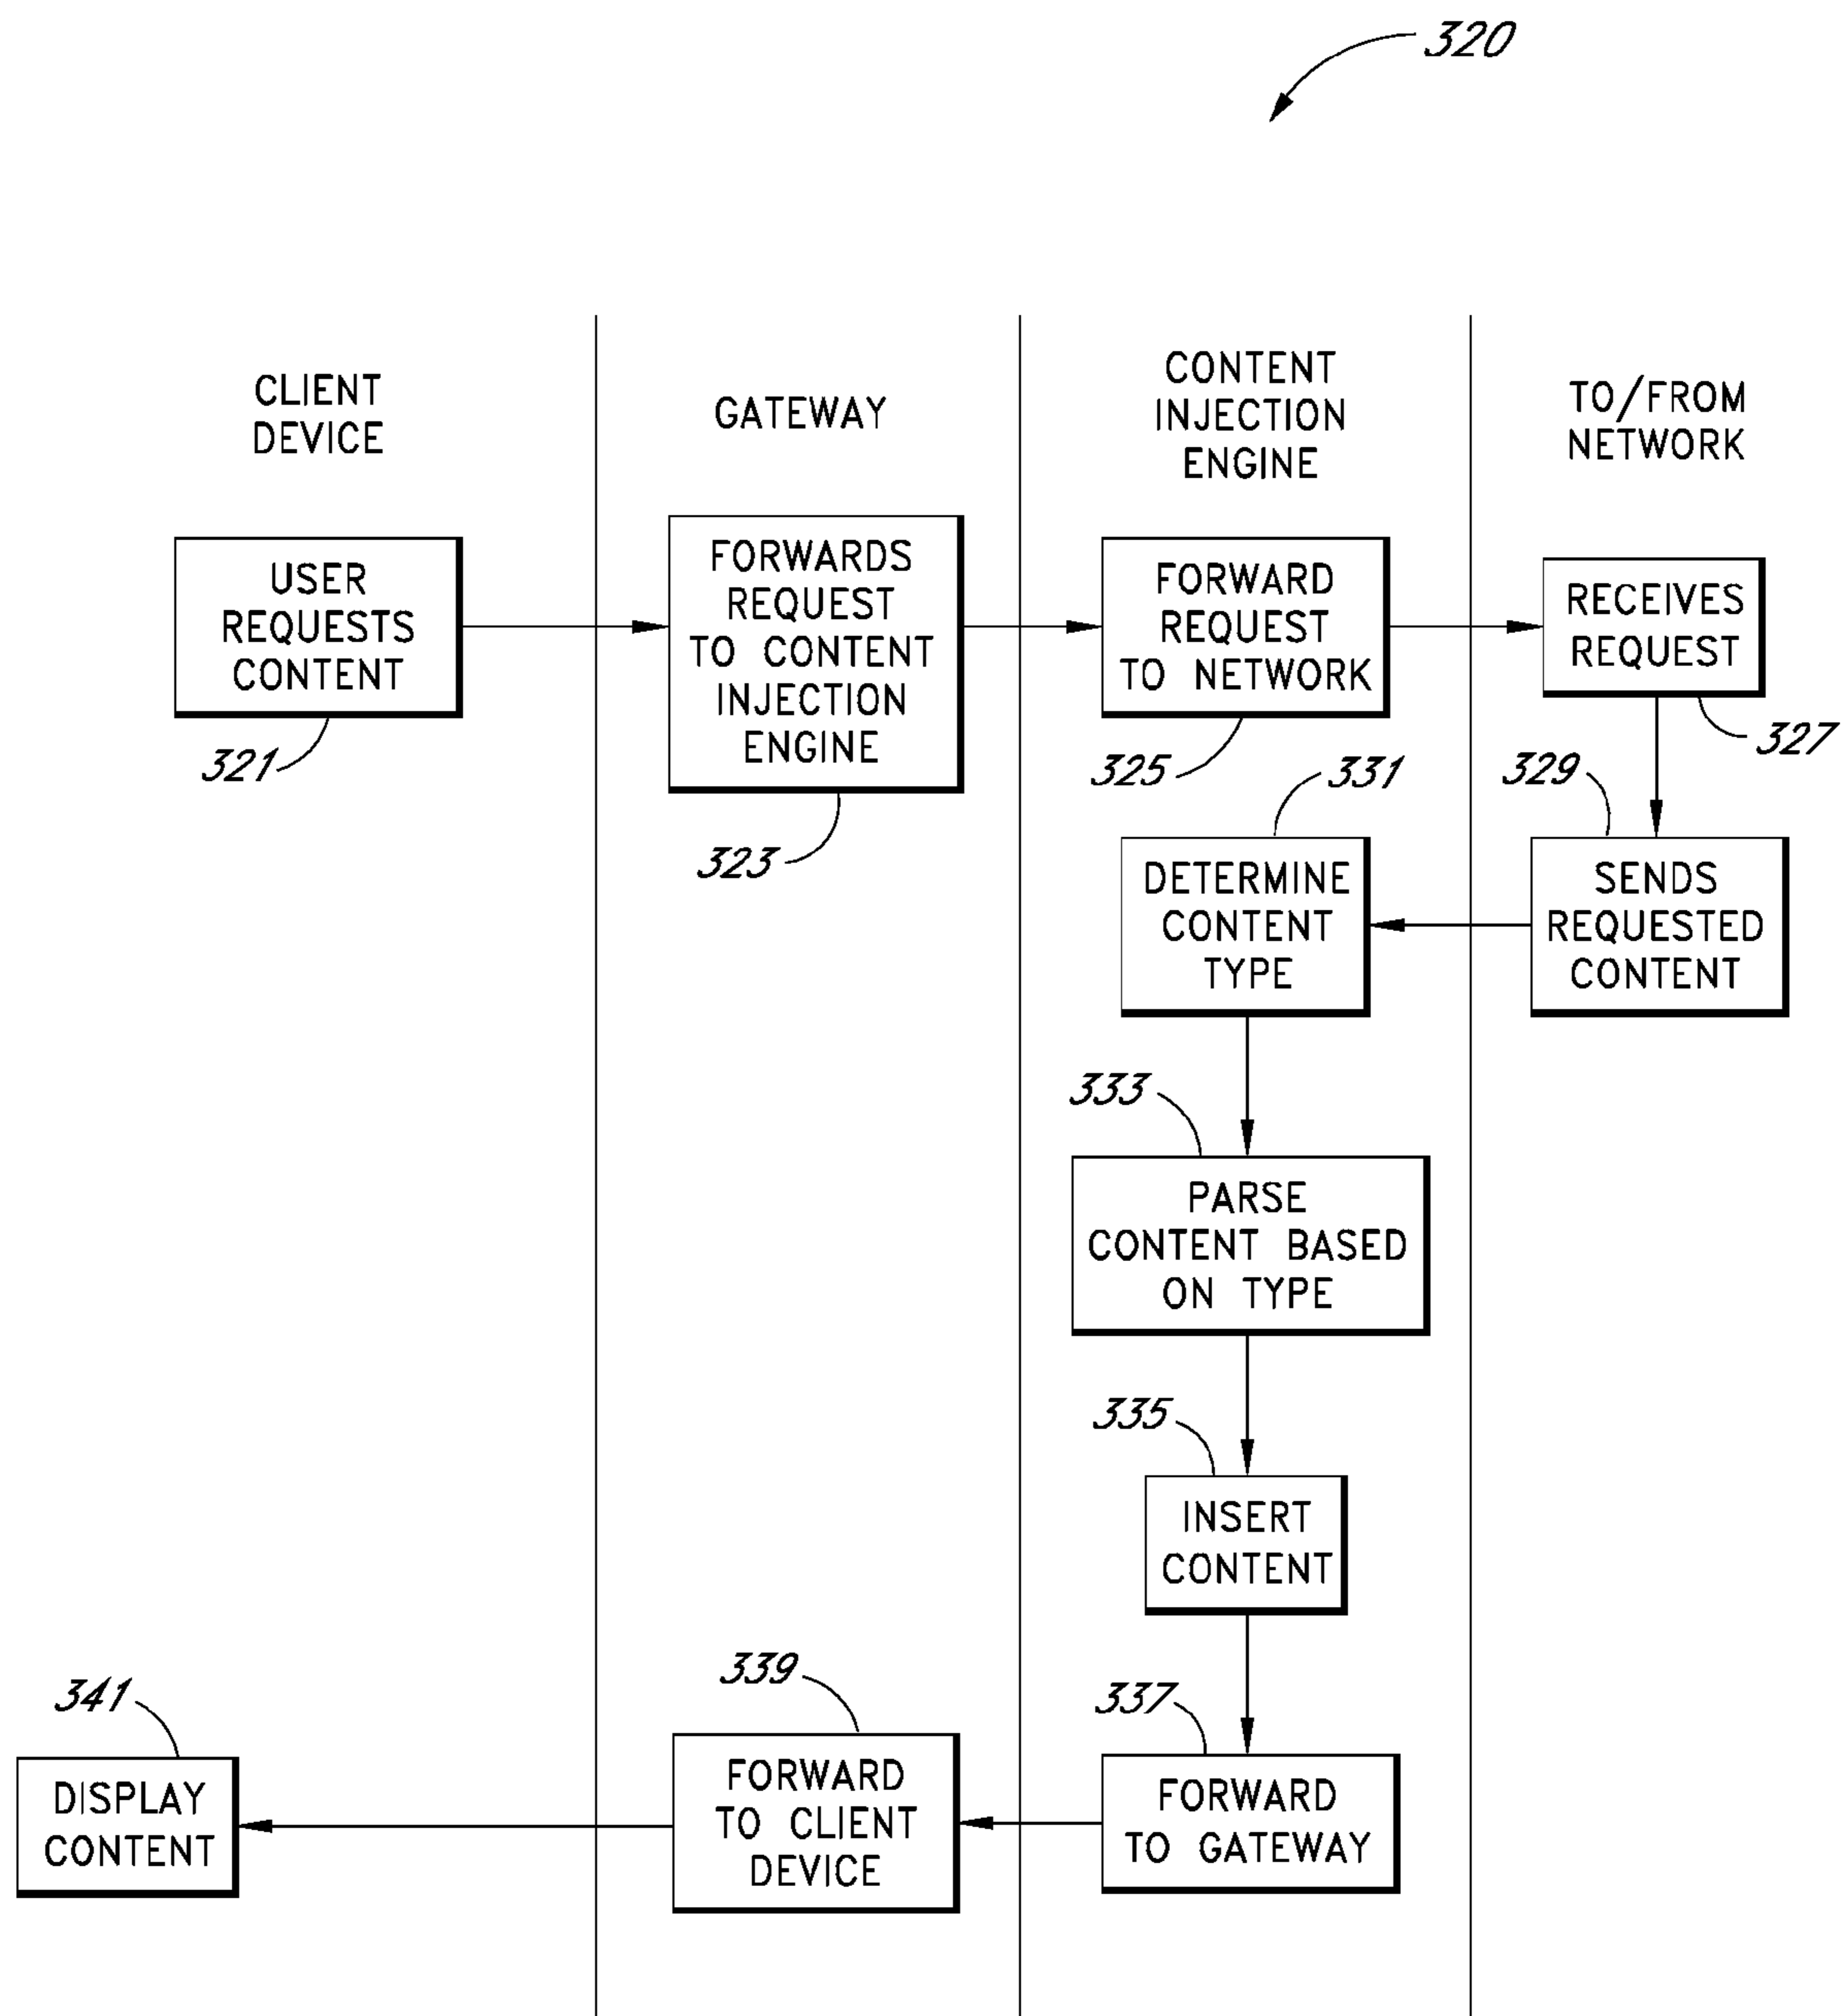 320
CLIENT
DEVICE
GATEWAY
CONTENT
INJECTION
ENGINE
TO/FROM
NETWORK
USER
REQUESTS
CONTENT
321
FORWARDS
REQUEST
TO CONTENT
INJECTION
ENGINE
323
FORWARD
REQUEST
TO NETWORK
325
RECEIVES
REQUEST
327
329
SENDS
REQUESTED
CONTENT
331
DETERMINE
CONTENT
TYPE
333
PARSE
CONTENT BASED
ON TYPE
335
INSERT
CONTENT
337
FORWARD
TO GATEWAY
339
FORWARD
TO CLIENT
DEVICE
341
DISPLAY
CONTENT